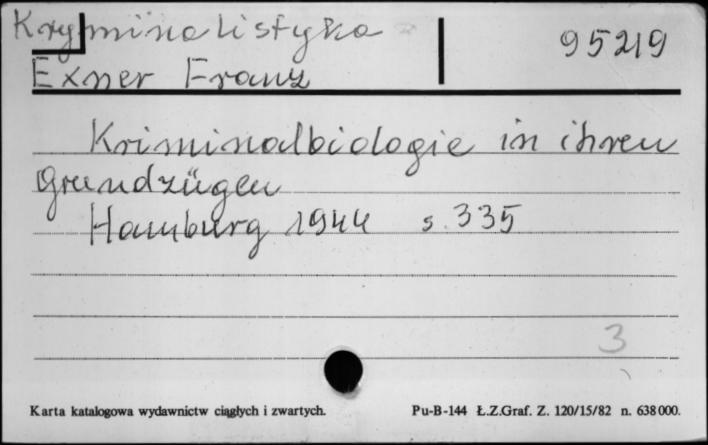 Kryminalistyka
95219
Exner Franz
Kriminalbiologie in ihren
Grundzügen
Hamburg 1944 s. 335
3
Karta katalogowa wydawnictw ciągłych i zwartych. Pu-B-144 Ł.Z.Graf. Z. 120/15/82 n. 638000.